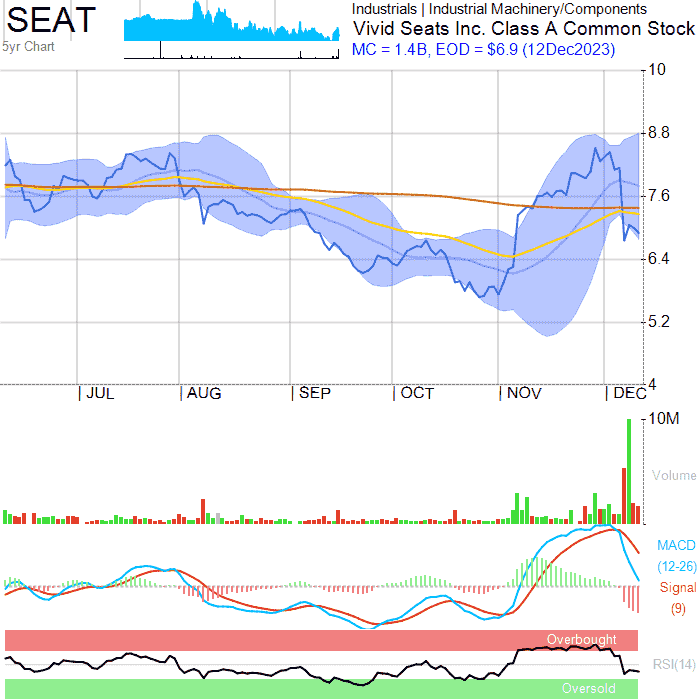 SEAT
5yr Chart
Industrials | Industrial Machinery/Components
Vivid Seats Inc. Class A Common Stock
MC = 1.4B, EOD = $6.9 (12Dec2023)
10
8.8
7.6
6.4
5.2
4
JUL
AUG
SEP
OCT
NOV
DEC
10M
Volume
MACD
(12-26)
Signal
(9)
Overbought
RSI(14)
Oversold